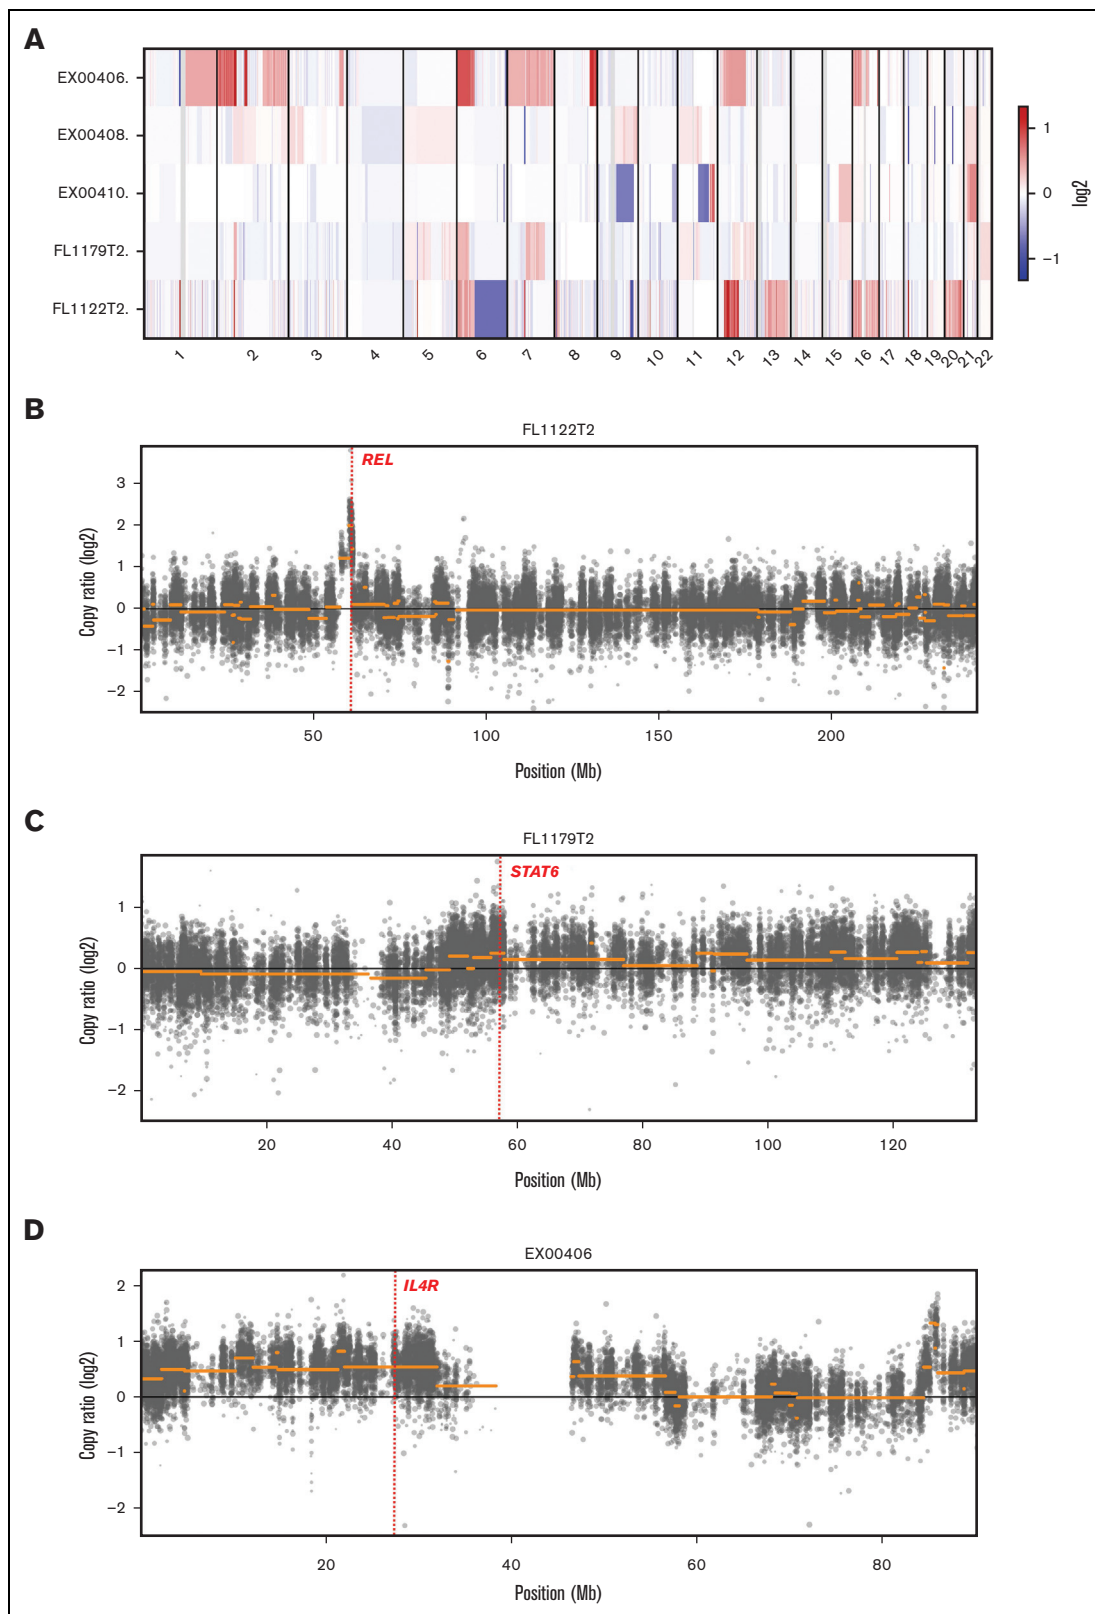 A
EX00406.
EX00408.
EX00410.
FL1179T2.
FL1122T2.
1 2 3 4 5 6 7 8 9 10 11 12 13 14 15 16 17 18 19 20 21 22
1
0
−1
log2
B
FL1122T2
REL
3
2
1
0
−1
−2
Copy ratio (log2)
50 100 150 200
Position (Mb)
C
FL1179T2
STAT6
1
0
−1
−2
Copy ratio (log2)
20 40 60 80 100 120
Position (Mb)
D
EX00406
IL4R
2
1
0
−1
−2
Copy ratio (log2)
20 40 60 80
Position (Mb)